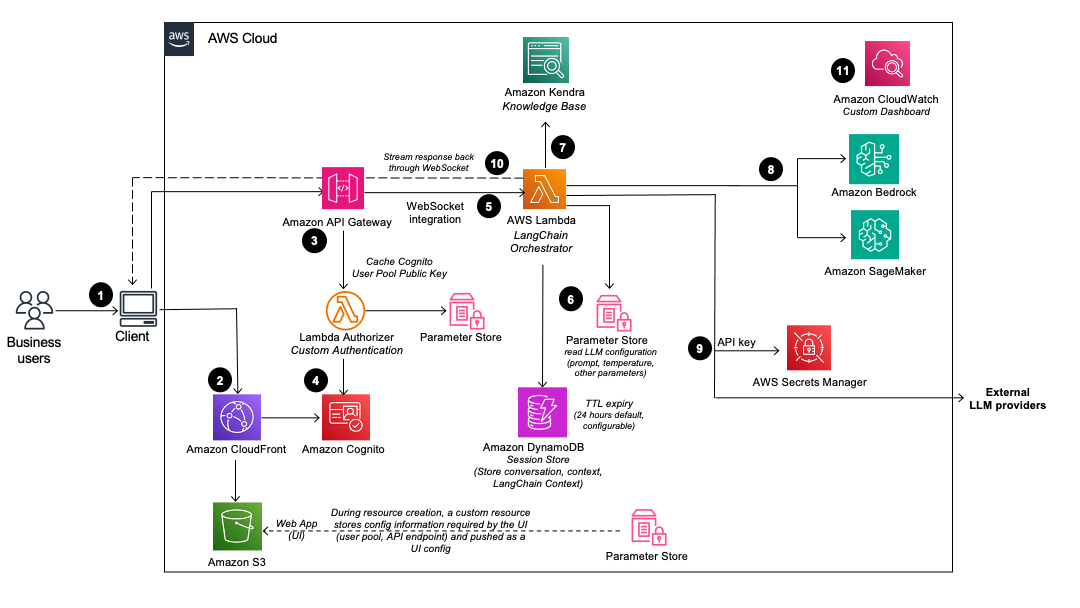 aws
AWS Cloud
Amazon Kendra
Knowledge Base
11
Amazon CloudWatch
Custom Dashboard
7
Stream response back
through WebSocket
10
8
Amazon Bedrock
Amazon API Gateway
WebSocket
integration
5
AWS Lambda
LangChain
Orchestrator
3
Amazon SageMaker
Cache Cognito
User Pool Public Key
1
Client
Business
users
Lambda Authorizer
Custom Authentication
Parameter Store
6
Parameter Store
read LLM configuration
(prompt, temperature,
other parameters)
9
API key
AWS Secrets Manager
External
LLM providers
2
4
Amazon CloudFront
Amazon Cognito
TTL expiry
(24 hours default,
configurable)
Amazon DynamoDB
Session Store
(Store conversation, context,
LangChain Context)
Amazon S3
Web App
(UI)
During resource creation, a custom resource
stores config information required by the UI
(user pool, API endpoint) and pushed as a
UI config
Parameter Store